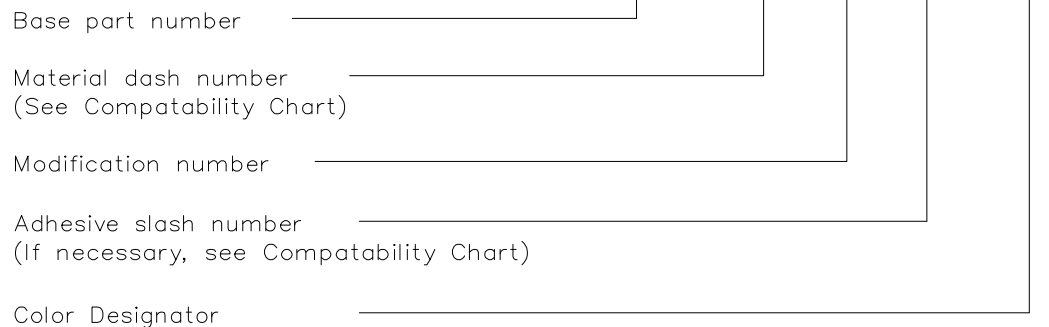 Base part number
Material dash number
(See Compatability Chart)
Modification number
Adhesive slash number
(If necessary, see Compatability Chart)
Color Designator